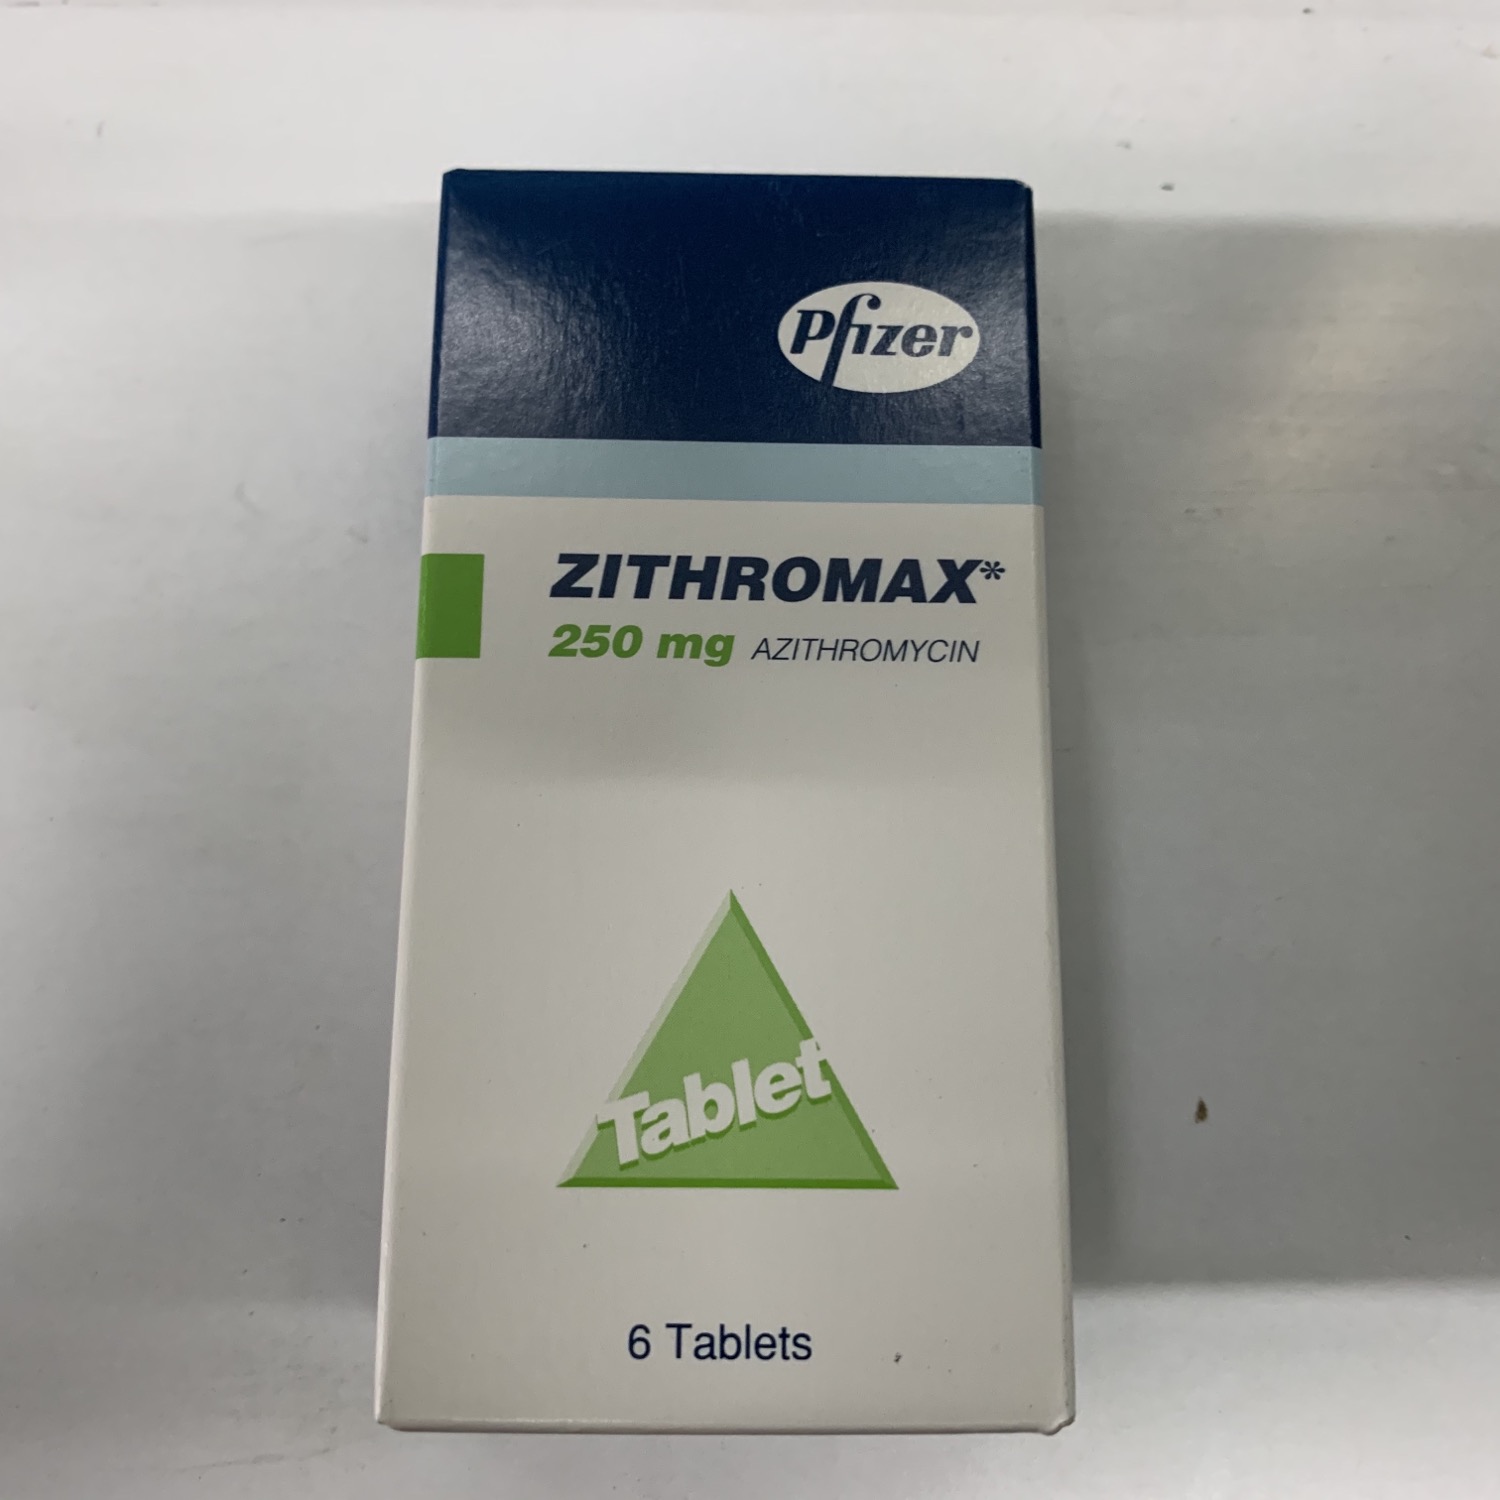 Pfizer
ZITHROMAX*
250 mg AZITHROMYCIN
Tablet
6 Tablets